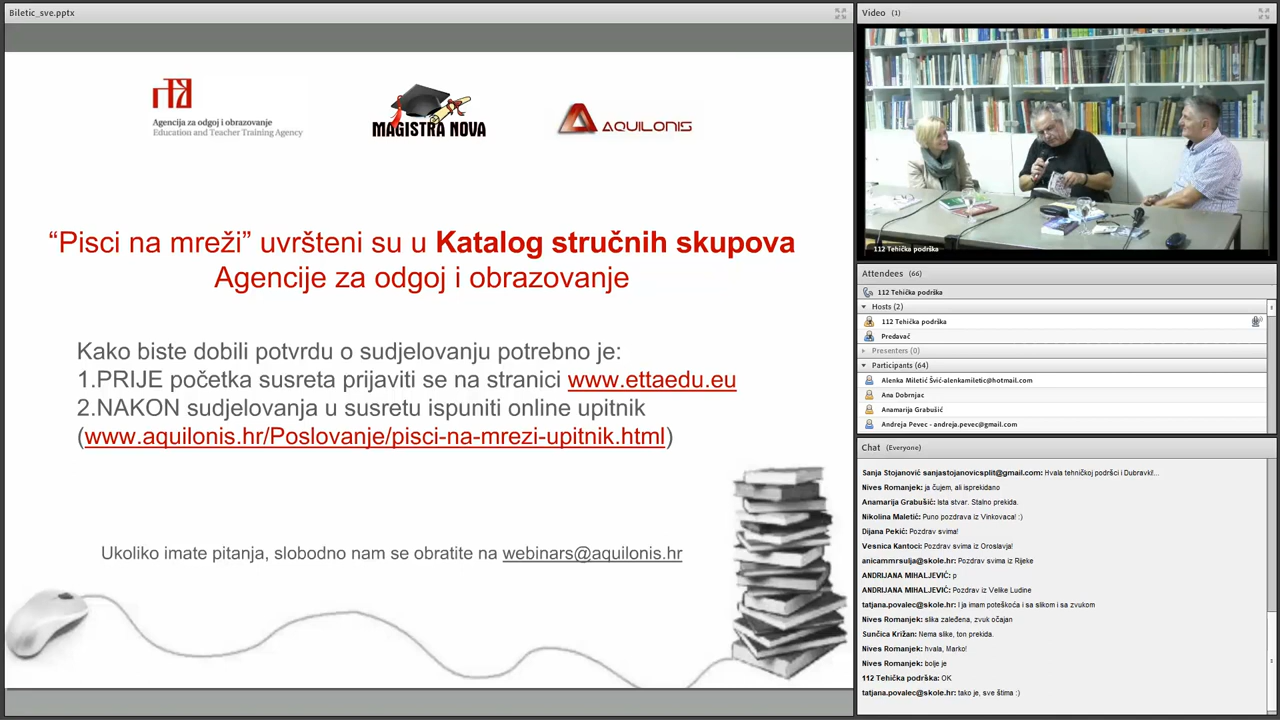 Biletic_sve.pptx
Agencija za odgoj i obrazovanje
Education and Teacher Training Agency
MAGISTRA NOVA
AQUILONIS
“Pisci na mreži” uvršteni su u Katalog stručnih skupova
Agencije za odgoj i obrazovanje
Kako biste dobili potvrdu o sudjelovanju potrebno je:
1.PRIJE početka susreta prijaviti se na stranici www.ettaedu.eu
2.NAKON sudjelovanja u susretu ispuniti online upitnik
(www.aquilonis.hr/Poslovanje/pisci-na-mrezi-upitnik.html)
Ukoliko imate pitanja, slobodno nam se obratite na webinars@aquilonis.hr
Video (1)
112 Tehička podrška
Attendees (66)
112 Tehička podrška
Hosts (2)
112 Tehička podrška
Predavač
Presenters (0)
Participants (64)
Alenka Miletić Švić-alenkamiletic@hotmail.com
Ana Dobrnjac
Anamarija Grabušić
Andreja Pevec - andreja.pevec@gmail.com
Chat (Everyone)
Sanja Stojanović sanjastojanovicsplit@gmail.com: Hvala tehničkoj podršci i Dubravki!...
Nives Romanjek: ja čujem, ali isprekidano
Anamarija Grabušić: Ista stvar. Stalno prekida.
Nikolina Maletić: Puno pozdrava iz Vinkovaca! :)
Dijana Pekić: Pozdrav svima!
Vesnica Kantoci: Pozdrav svima iz Oroslavja!
anicamrnrsulja@skole.hr: Pozdrav svima iz Rijeke
ANDRIJANA MIHALJEVIĆ: p
ANDRIJANA MIHALJEVIĆ: Pozdrav iz Velike Ludine
tatjana.povalec@skole.hr: I ja imam poteškoća i sa slikom i sa zvukom
Nives Romanjek: slika zaleđena, zvuk očajan
Sunčica Križan: Nema slike, ton prekida.
Nives Romanjek: hvala, Marko!
Nives Romanjek: bolje je
112 Tehička podrška: OK
tatjana.povalec@skole.hr: tako je, sve štima :)